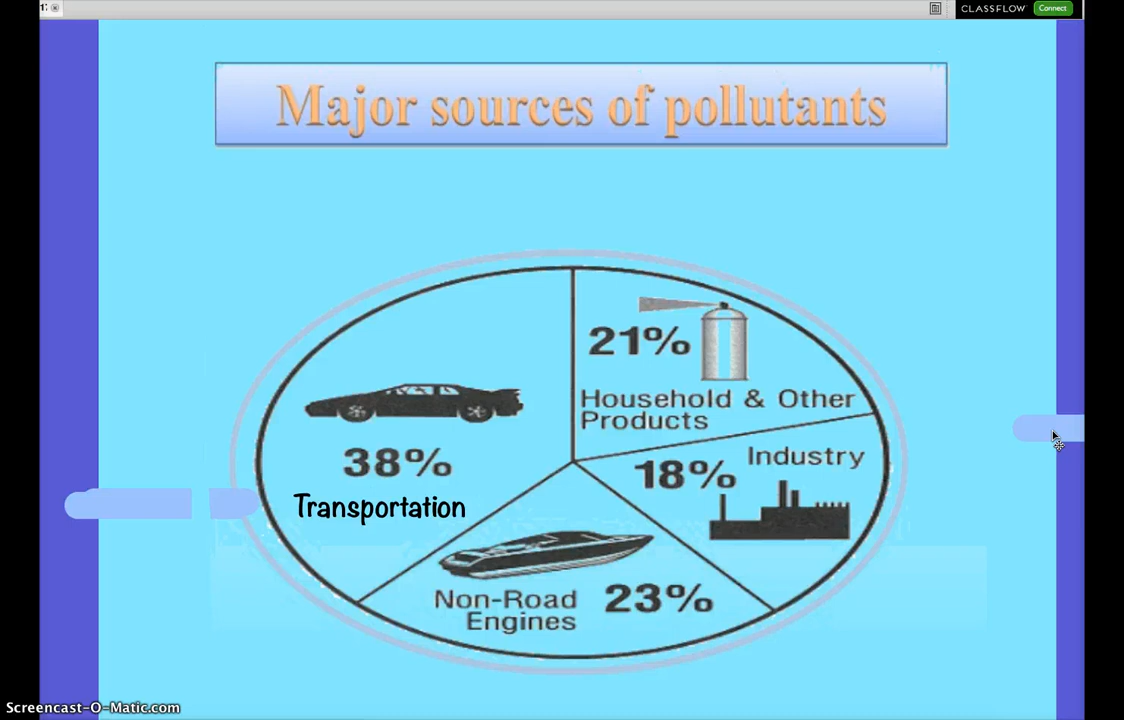 CLASSFLOW Connect
Major sources of pollutants
21%
Household & Other
Products
38%
Transportation
18%
Industry
Non-Road
Engines
23%
Screencast-O-Matic.com